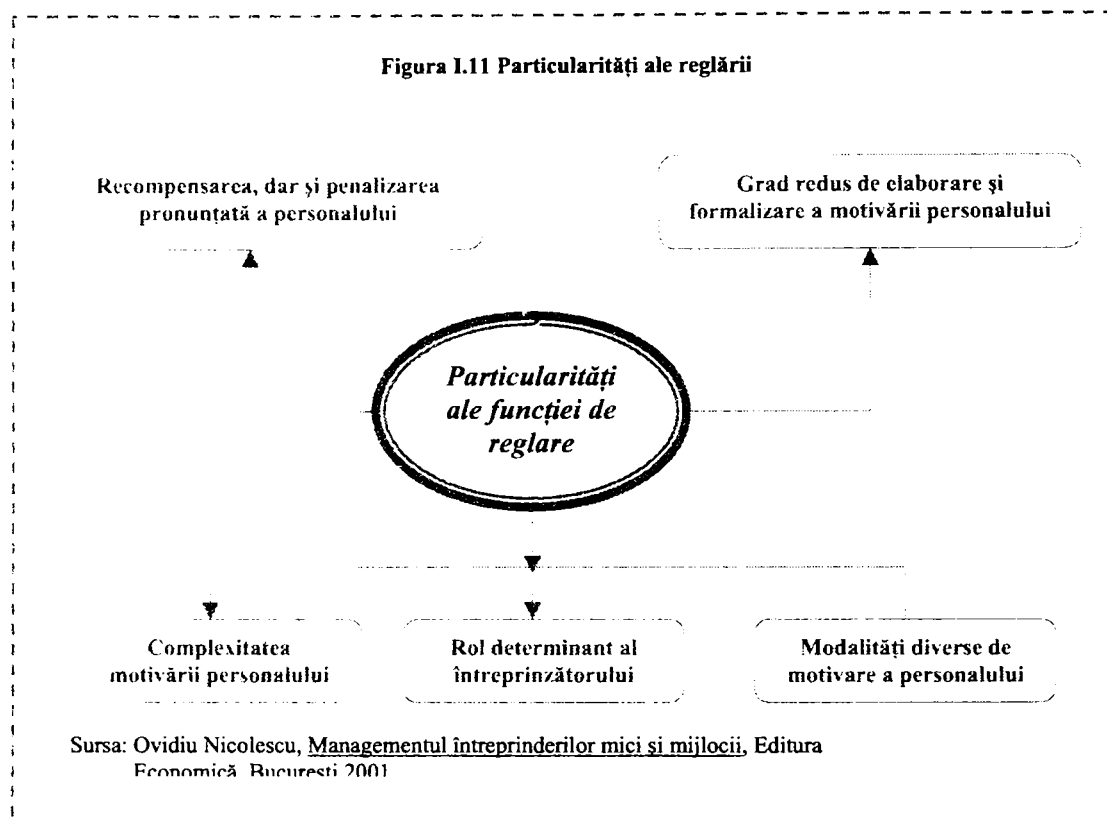 Figura I.11 Particularități ale reglării
Recompensarea, dar și penalizarea
pronunțată a personalului
Grad redus de elaborare și
formalizare a motivării personalului
Particularități
ale funcției de
reglare
Complexitatea
motivării personalului
Rol determinant al
întreprinzătorului
Modalități diverse de
motivare a personalului
Sursa: Ovidiu Nicolescu, Managementul întreprinderilor mici și mijlocii, Editura
Economică, București 2001